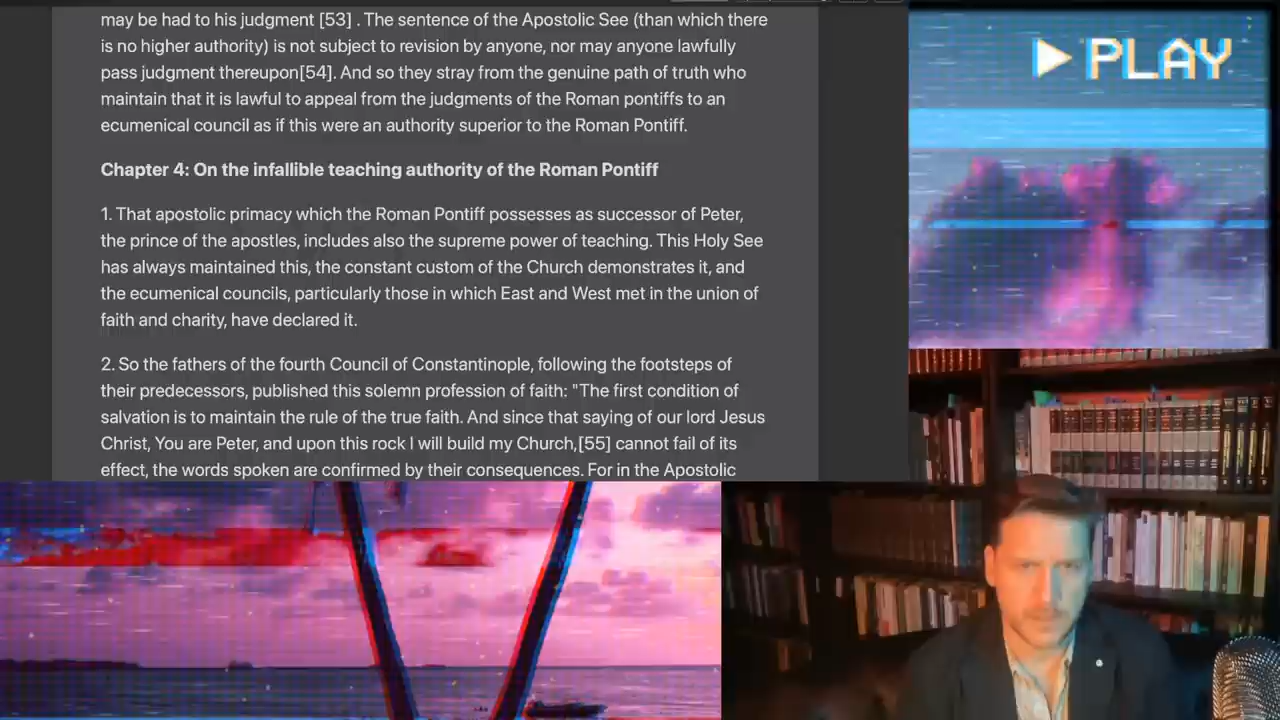 may be had to his judgment [53] . The sentence of the Apostolic See (than which there
is no higher authority) is not subject to revision by anyone, nor may anyone lawfully
pass judgment thereupon[54]. And so they stray from the genuine path of truth who
maintain that it is lawful to appeal from the judgments of the Roman pontiffs to an
ecumenical council as if this were an authority superior to the Roman Pontiff.
Chapter 4: On the infallible teaching authority of the Roman Pontiff
1. That apostolic primacy which the Roman Pontiff possesses as successor of Peter,
the prince of the apostles, includes also the supreme power of teaching. This Holy See
has always maintained this, the constant custom of the Church demonstrates it, and
the ecumenical councils, particularly those in which East and West met in the union of
faith and charity, have declared it.
2. So the fathers of the fourth Council of Constantinople, following the footsteps of
their predecessors, published this solemn profession of faith: "The first condition of
salvation is to maintain the rule of the true faith. And since that saying of our lord Jesus
Christ, You are Peter, and upon this rock I will build my Church,[55] cannot fail of its
effect, the words spoken are confirmed by their consequences. For in the Apostolic
PLAY